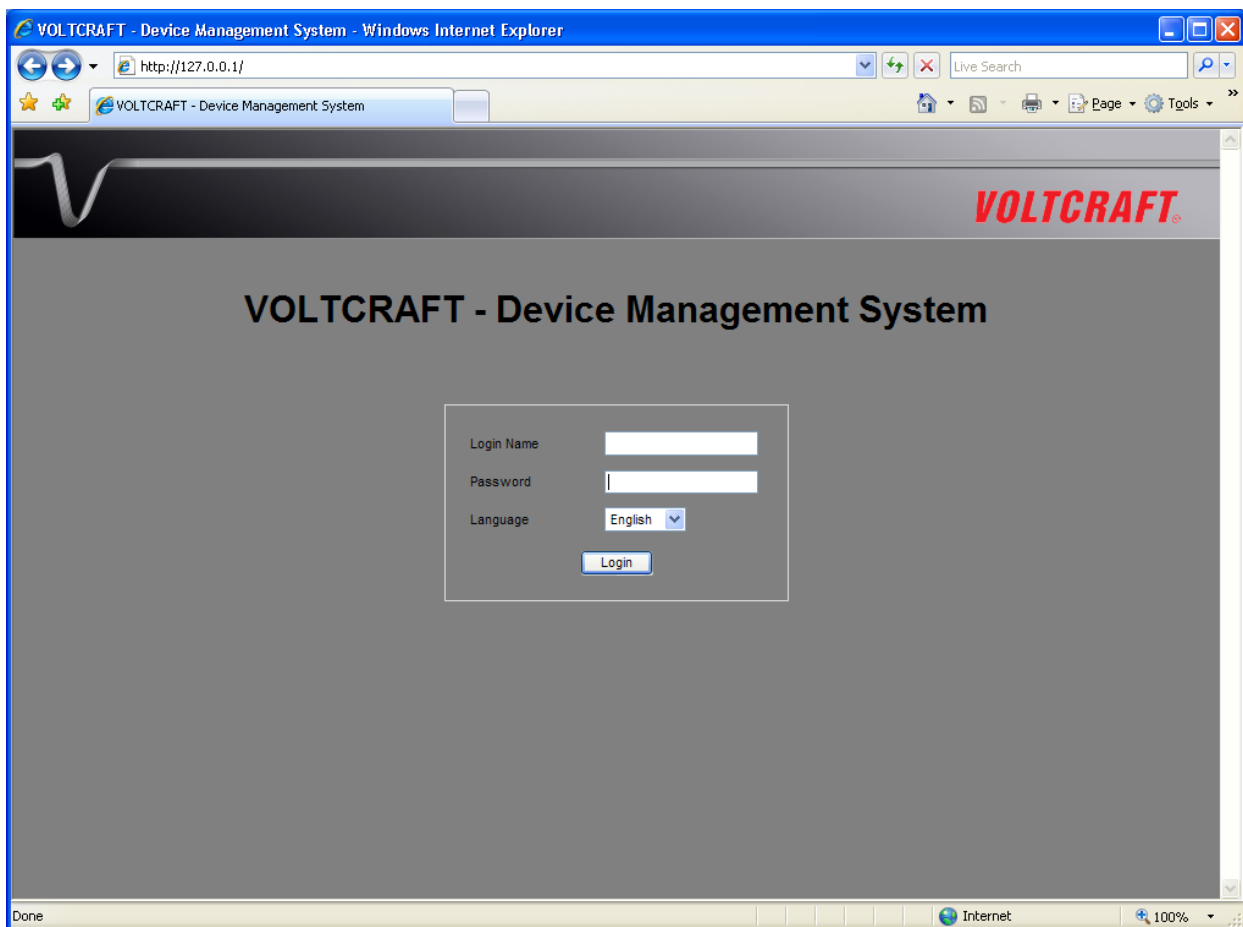 VOLTCRAFT - Device Management System - Windows Internet Explorer
http://127.0.0.1/
Live Search
VOLTCRAFT - Device Management System
Page
Tools
»
VOLTCRAFT®
VOLTCRAFT - Device Management System
Login Name
Password
Language English
Login
Done
Internet
100%